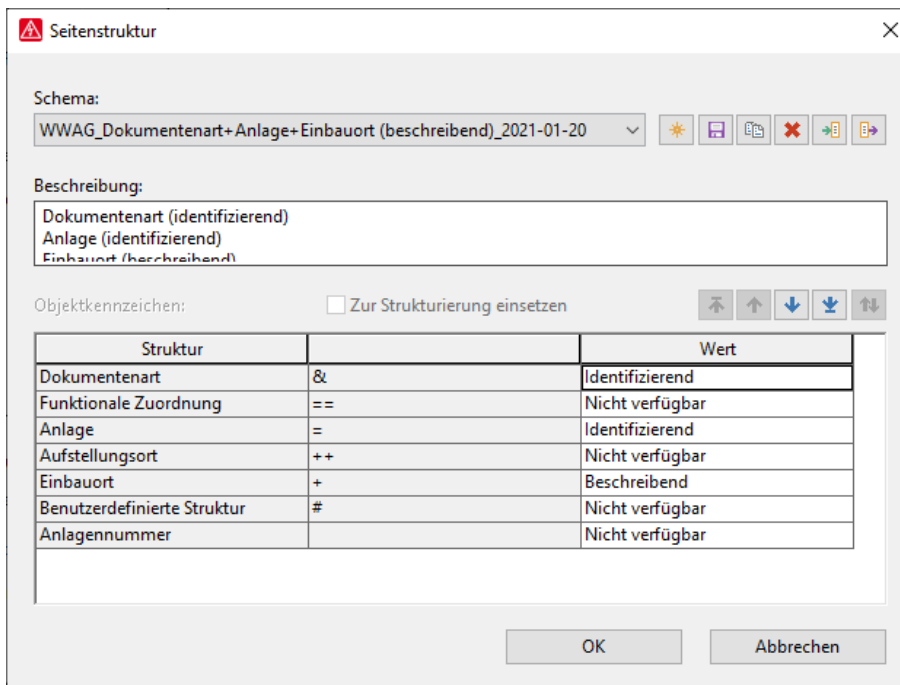 Seitenstruktur
Schema:
WWAG_Dokumentenart+Anlage+Einbauort (beschreibend)_2021-01-20
Beschreibung:
Dokumentenart (identifizierend)
Anlage (identifizierend)
Einbauort (beschreibend)
Objektkennzeichen: Zur Strukturierung einsetzen
Struktur Wert
Dokumentenart & Identifizierend
Funktionale Zuordnung == Nicht verfügbar
Anlage = Identifizierend
Aufstellungsort ++ Nicht verfügbar
Einbauort + Beschreibend
Benutzerdefinierte Struktur # Nicht verfügbar
Anlagennummer Nicht verfügbar
OK Abbrechen